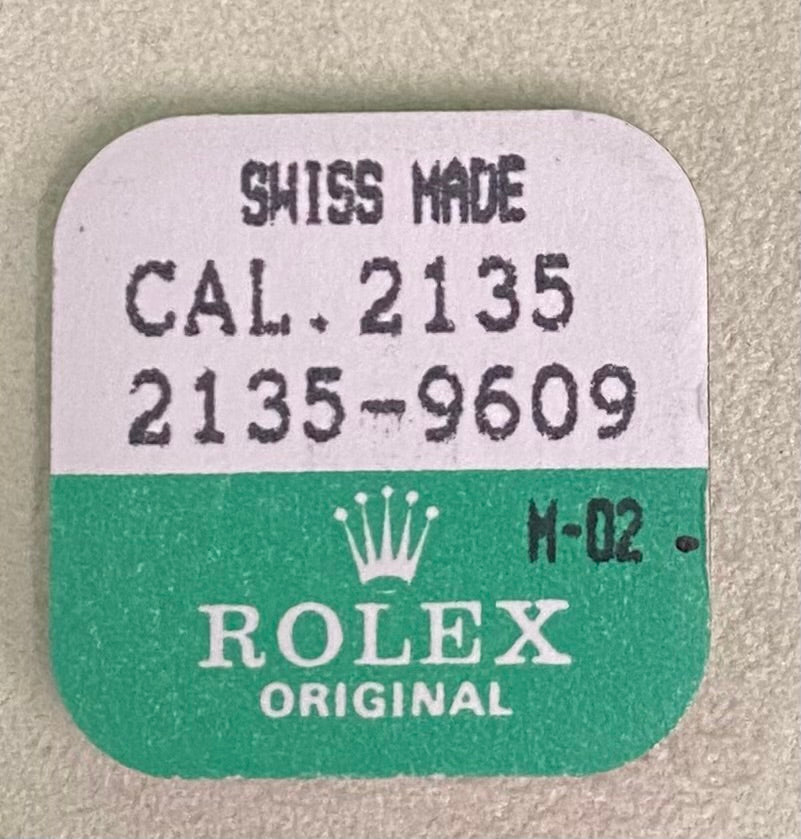 SWISS MADE
CAL. 2135
2135-9609
M-02
ROLEX
ORIGINAL